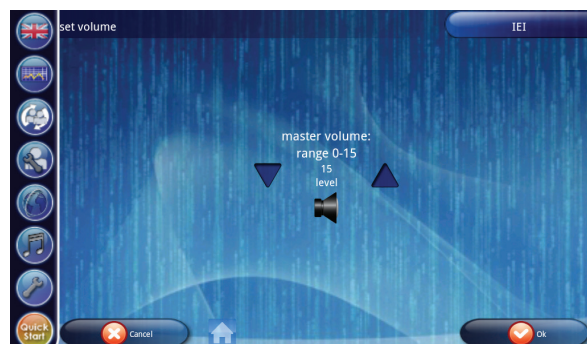 set volume
IEI
master volume:
range 0-15
15
level
Quick
Start
Cancel
Ok